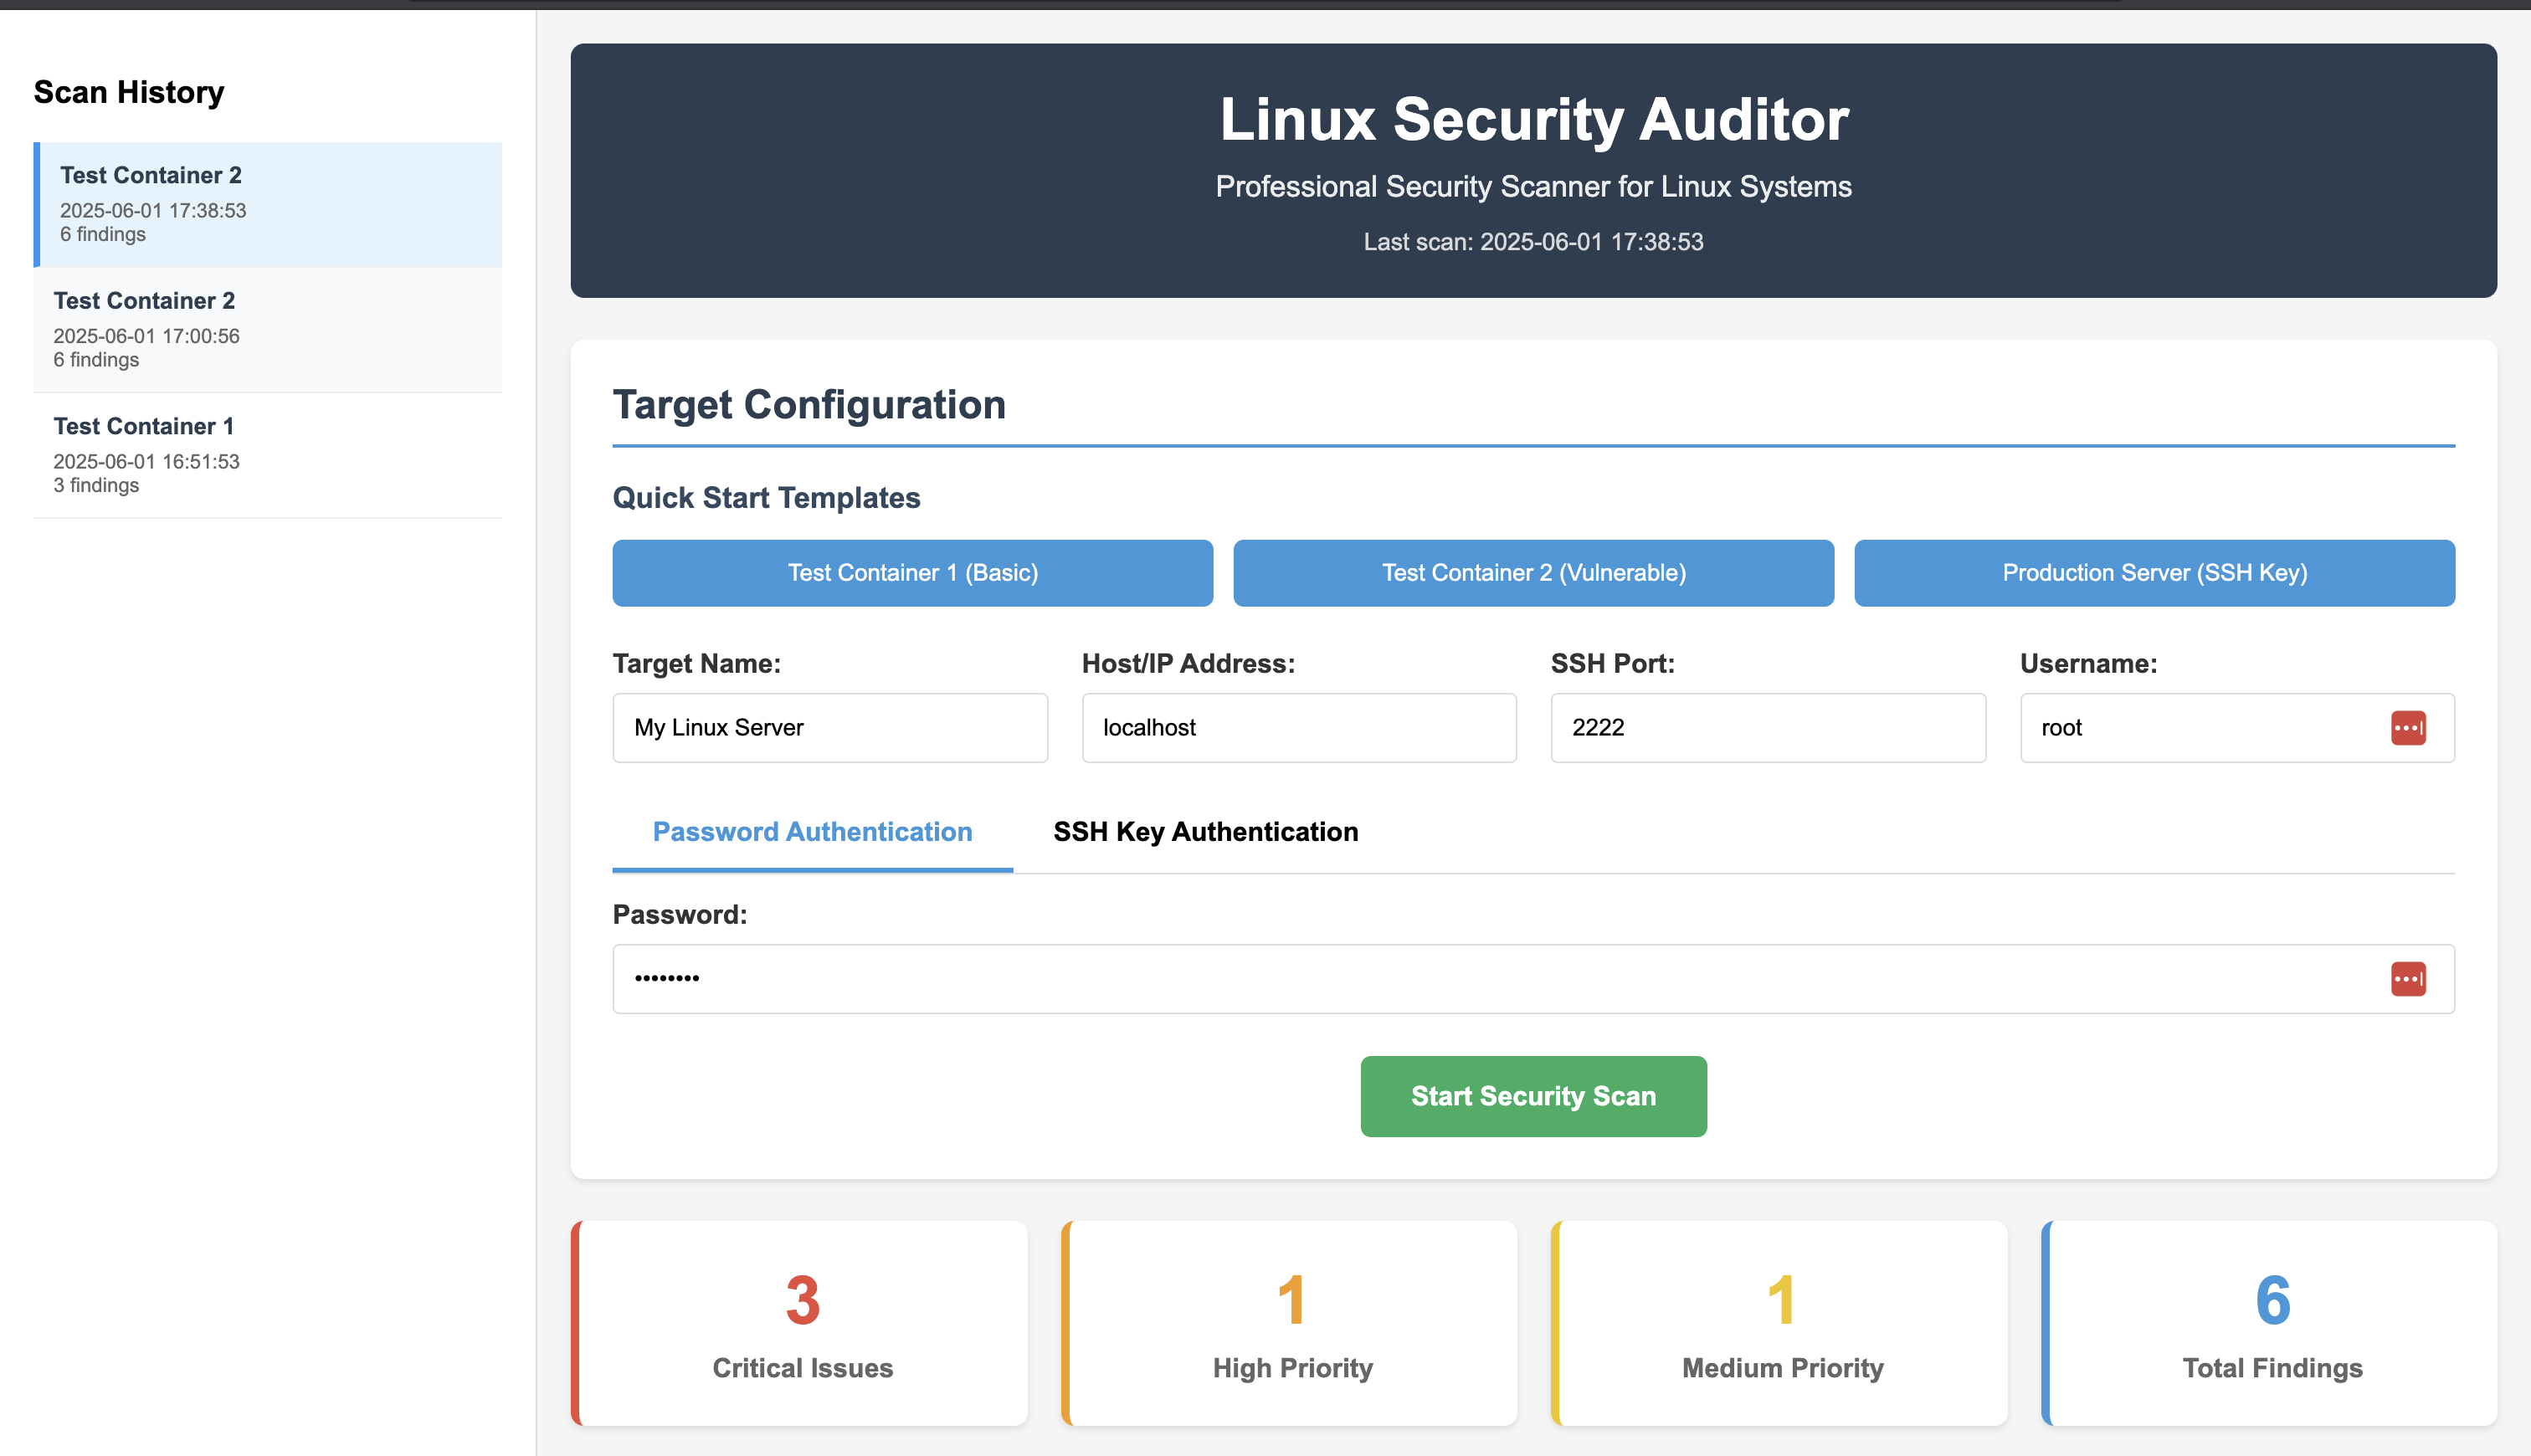 Scan History
Test Container 2
2025-06-01 17:38:53
6 findings
Test Container 2
2025-06-01 17:00:56
6 findings
Test Container 1
2025-06-01 16:51:53
3 findings
Linux Security Auditor
Professional Security Scanner for Linux Systems
Last scan: 2025-06-01 17:38:53
Target Configuration
Quick Start Templates
Test Container 1 (Basic)
Test Container 2 (Vulnerable)
Production Server (SSH Key)
Target Name:
My Linux Server
Host/IP Address:
localhost
SSH Port:
2222
Username:
root
Password Authentication
SSH Key Authentication
Password:
••••••••
Start Security Scan
3
Critical Issues
1
High Priority
1
Medium Priority
6
Total Findings